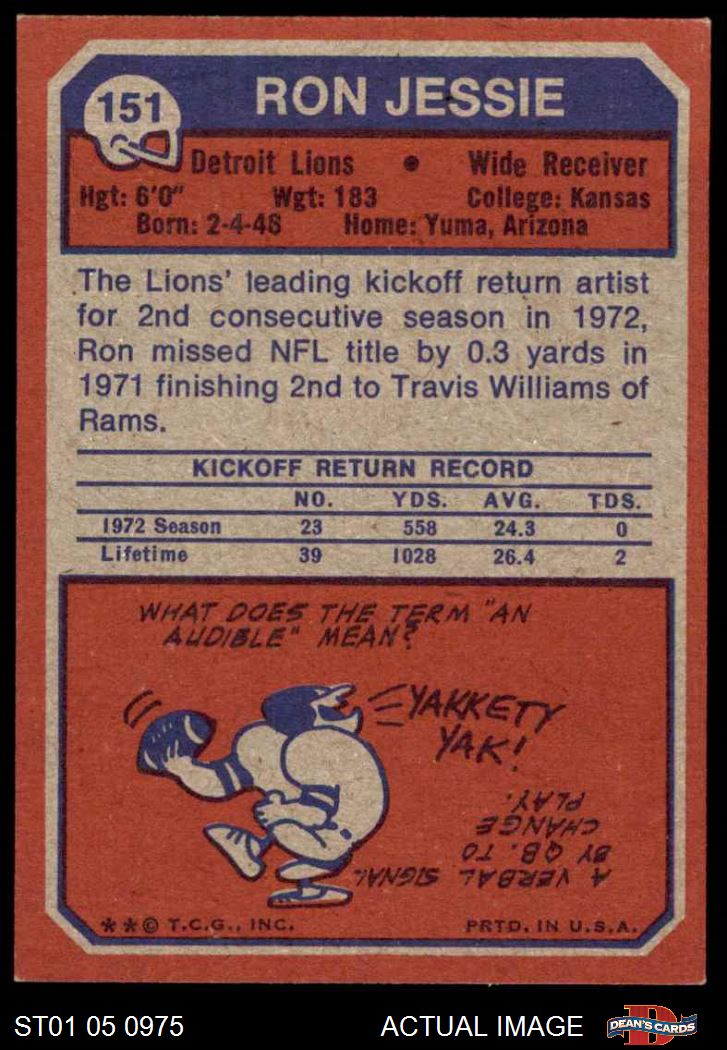 151
RON JESSIE
Detroit Lions • Wide Receiver
Hgt: 6'0" Wgt: 183 College: Kansas
Born: 2-4-48 Home: Yuma, Arizona
The Lions' leading kickoff return artist
for 2nd consecutive season in 1972,
Ron missed NFL title by 0.3 yards in
1971 finishing 2nd to Travis Williams of
Rams.
KICKOFF RETURN RECORD
NO. YDS. AVG. TDS.
1972 Season 23 558 24.3 0
Lifetime 39 1028 26.4 2
WHAT DOES THE TERM "AN
AUDIBLE" MEAN?
YAKKETY
YAK!
A VERBAL SIGNAL
BY QB. TO
CHANGE
PLAY.
**© T.C.G., INC. PRTD. IN U.S.A.
ST01 05 0975 ACTUAL IMAGE D DEAN'S CARDS